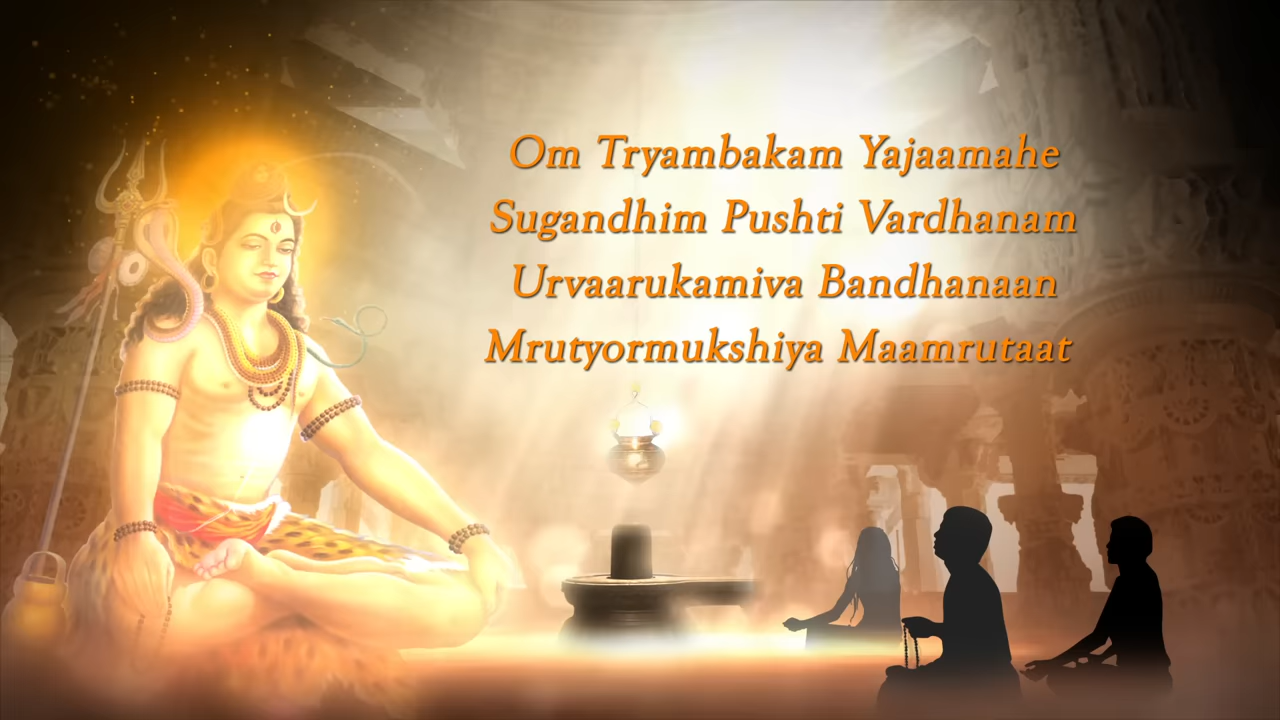 Om Tryambakam Yajaamahe
Sugandhim Pushti Vardhanam
Urvaarukamiva Bandhanaan
Mrutyormukshiya Maamrutaat